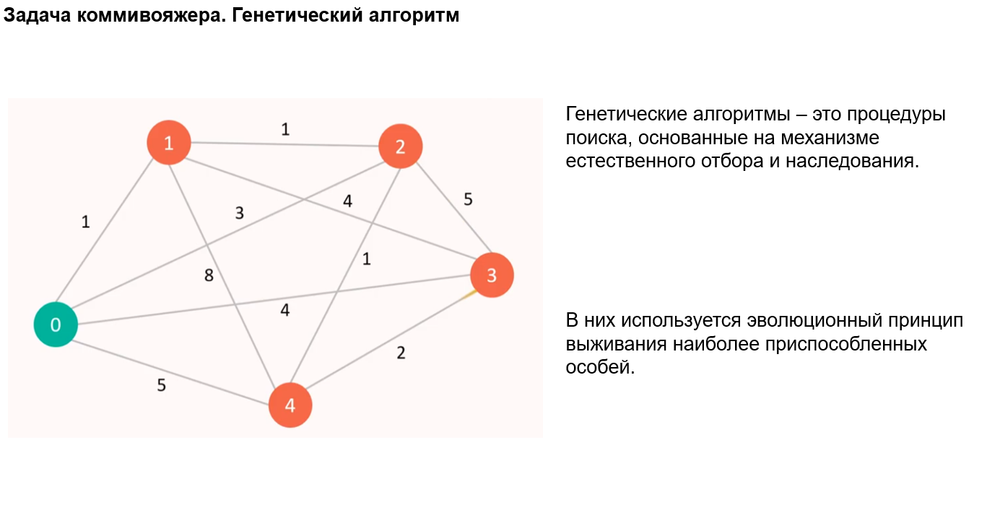 Задача коммивояжера. Генетический алгоритм
1
1
2
Генетические алгоритмы – это процедуры
поиска, основанные на механизме
естественного отбора и наследования.
1
3
4
5
8
1
3
0
4
2
5
4
В них используется эволюционный принцип
выживания наиболее приспособленных
особей.